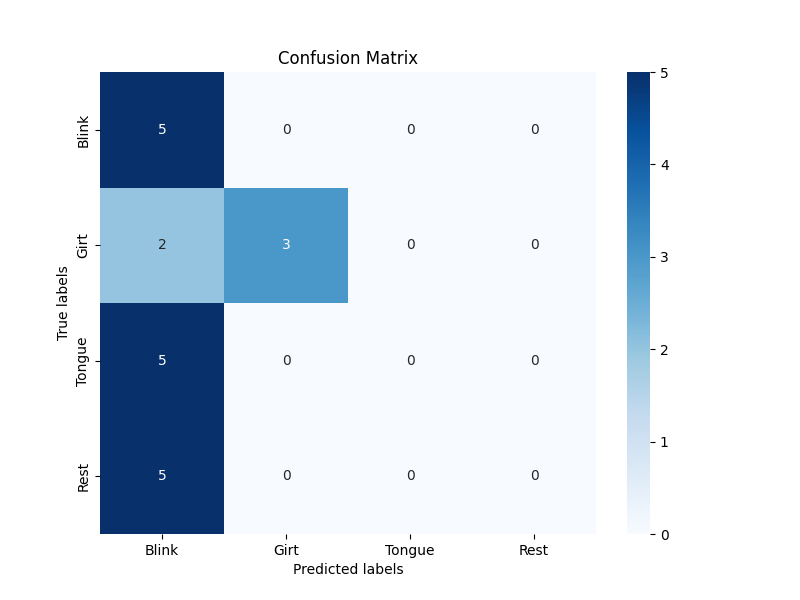 Confusion Matrix
True labels
Blink
5 0 0 0
Girt
2 3 0 0
Tongue
5 0 0 0
Rest
5 0 0 0
Blink Girt Tongue Rest
Predicted labels
5
4
3
2
1
0